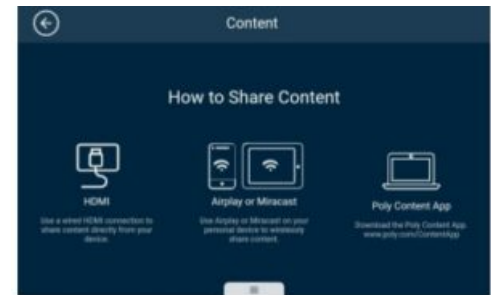 Content
How to Share Content
HDMI
Use a wired HDMI connection to
share content directly from your
device.
Airplay or Miracast
Use Airplay or Miracast on your
personal device to wirelessly
share content.
Poly Content App
Download the Poly Content App.
www.poly.com/ContentApp